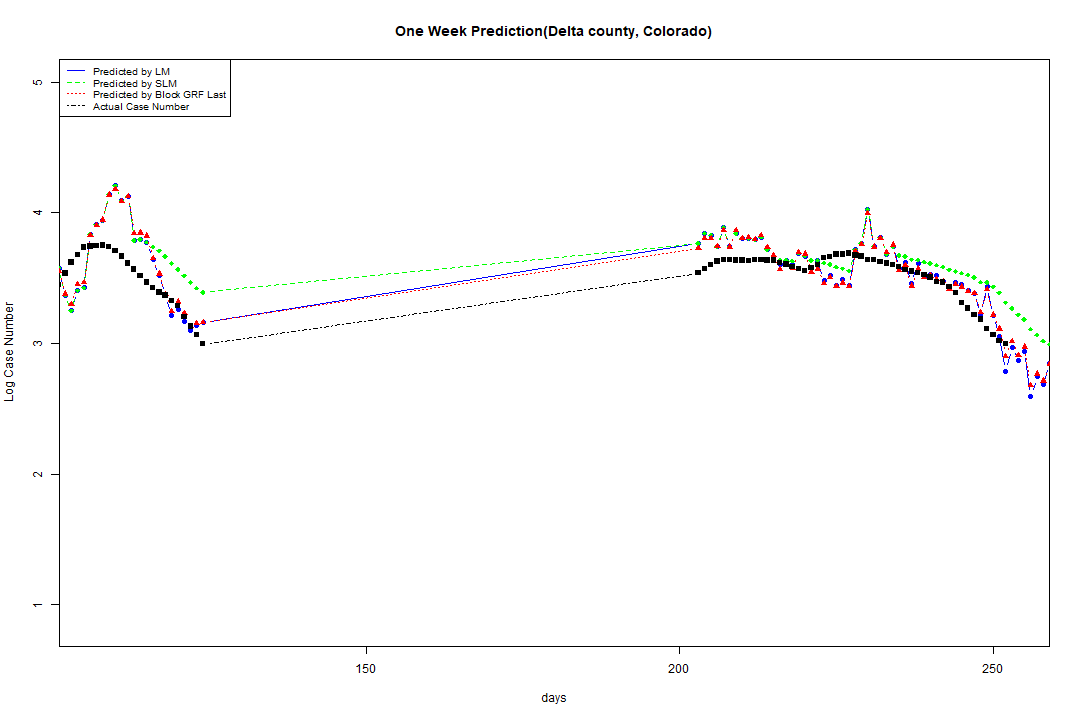 One Week Prediction(Delta county, Colorado)
Predicted by LM
Predicted by SLM
Predicted by Block GRF Last
Actual Case Number
5
4
3
2
1
Log Case Number
150
200
250
days